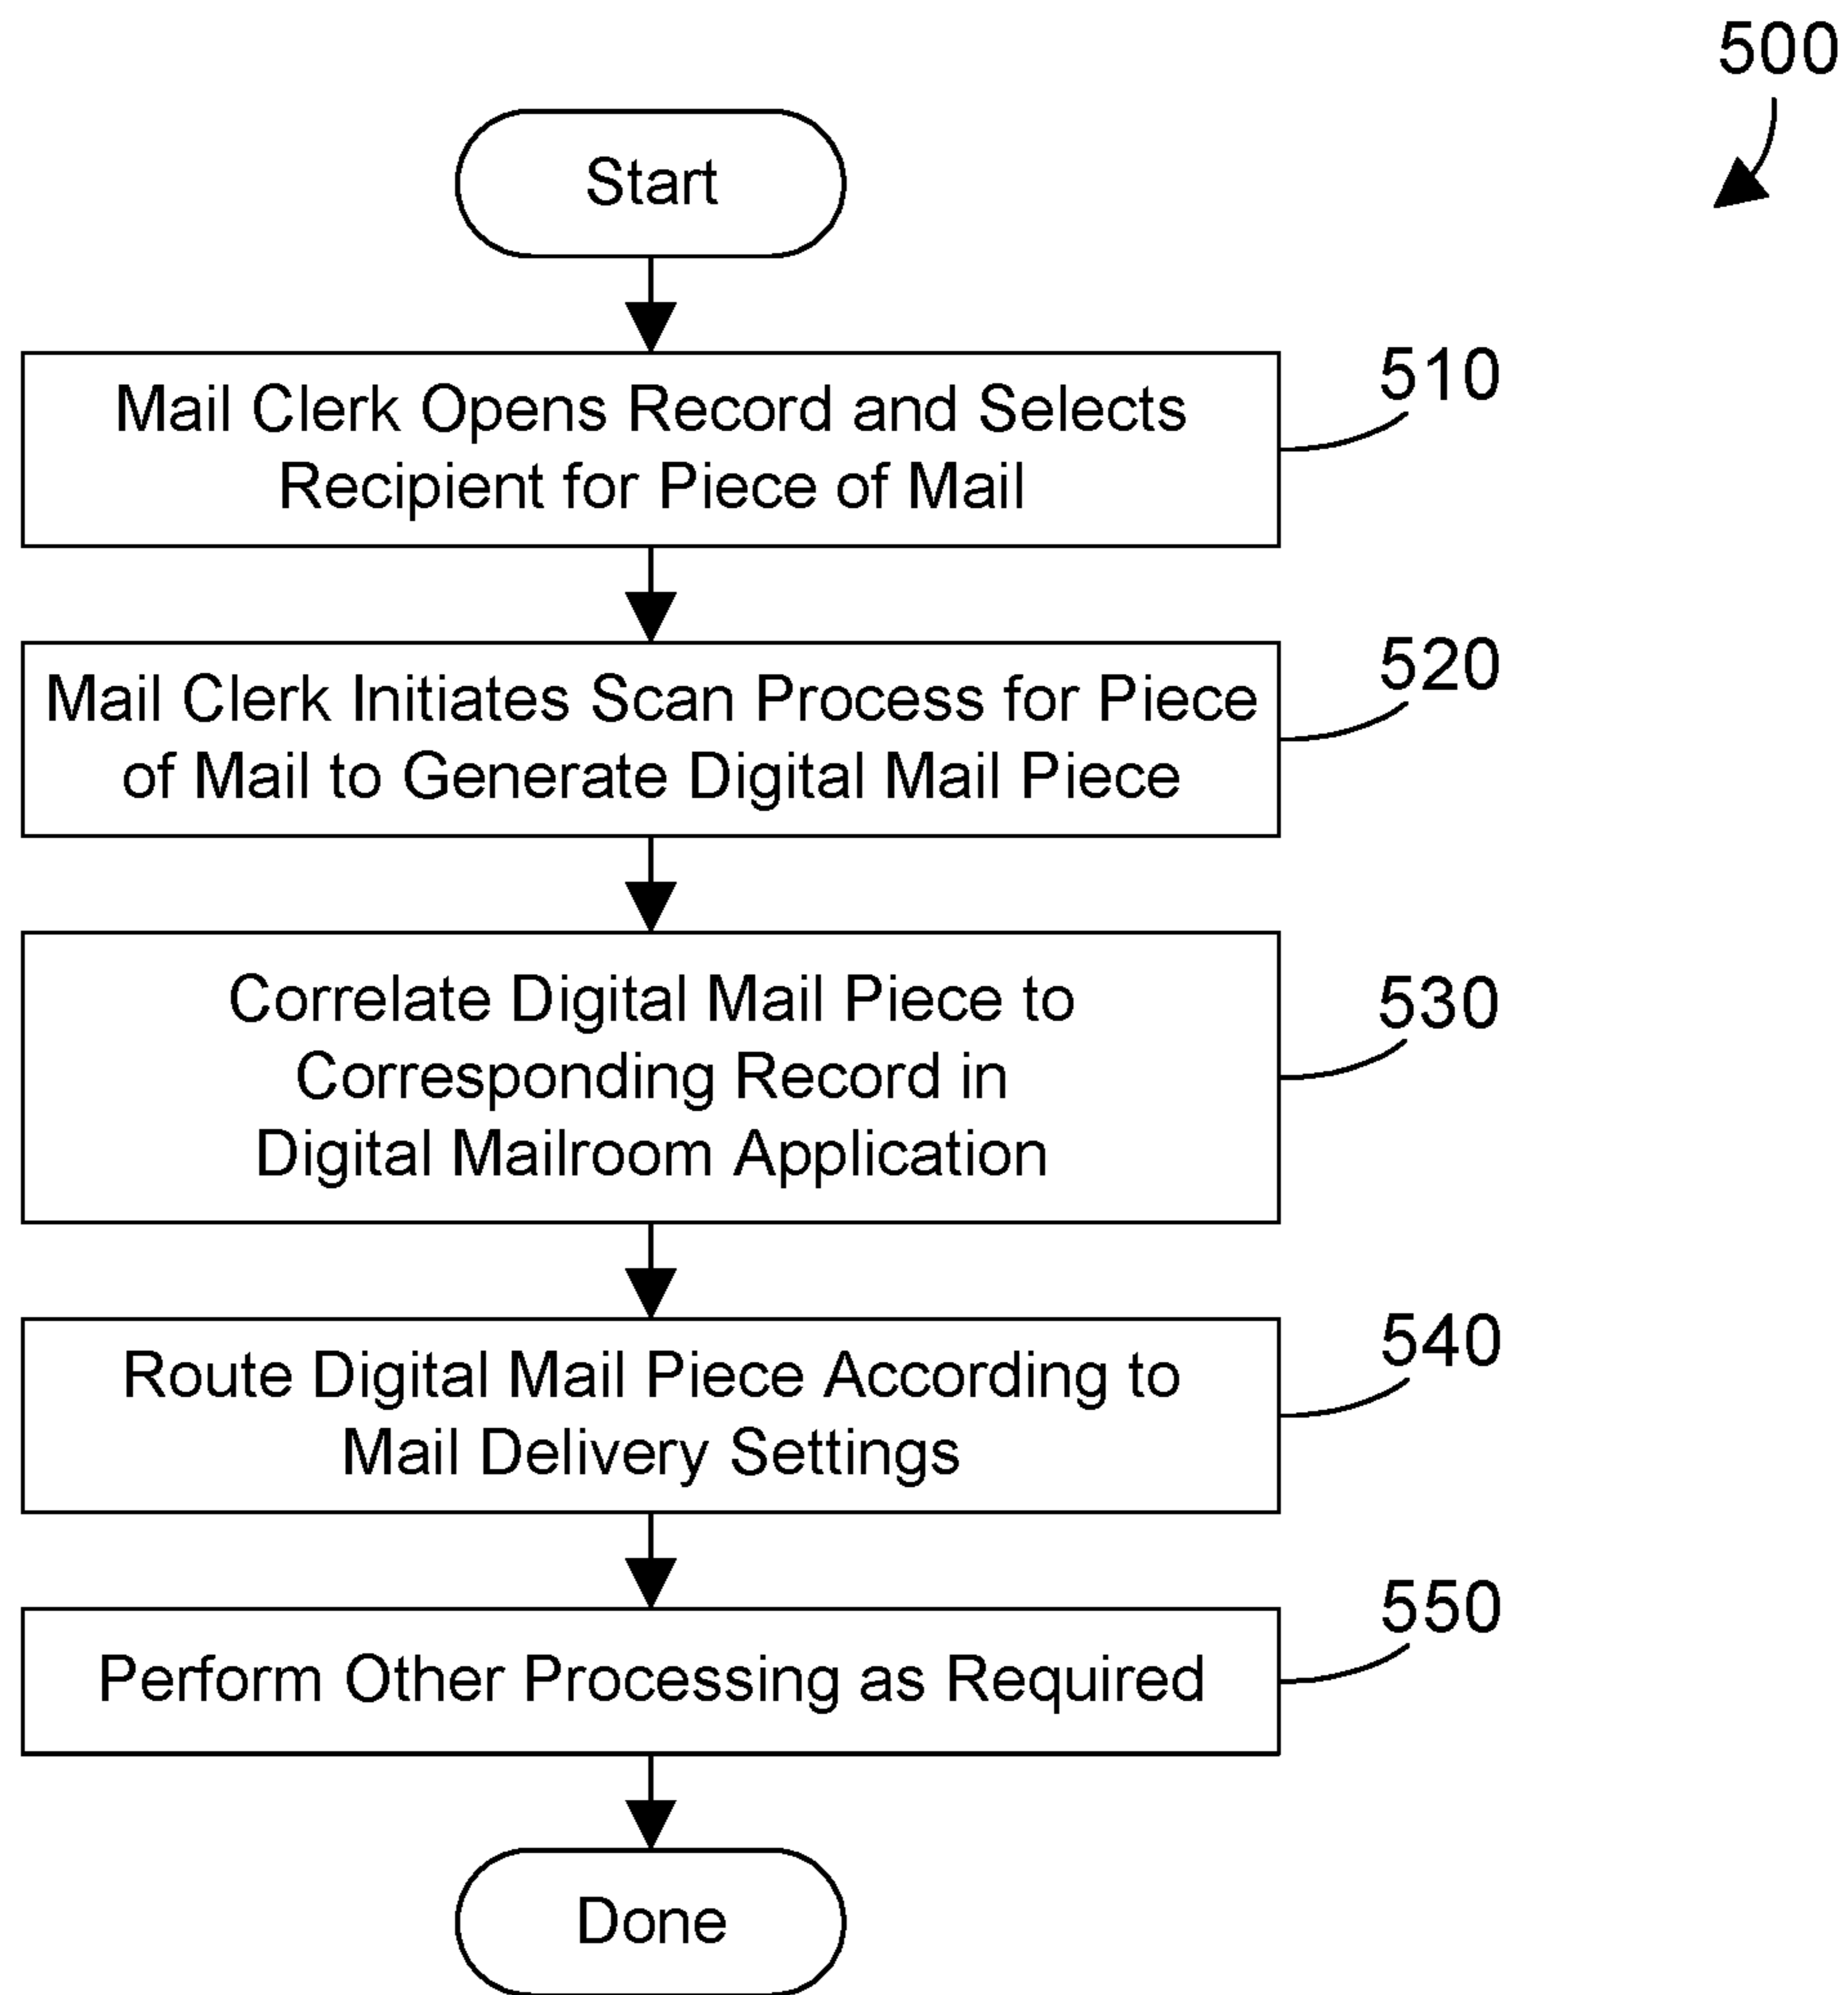 500
Start
Mail Clerk Opens Record and Selects
Recipient for Piece of Mail
510
Mail Clerk Initiates Scan Process for Piece
of Mail to Generate Digital Mail Piece
520
Correlate Digital Mail Piece to
Corresponding Record in
Digital Mailroom Application
530
Route Digital Mail Piece According to
Mail Delivery Settings
540
Perform Other Processing as Required
550
Done